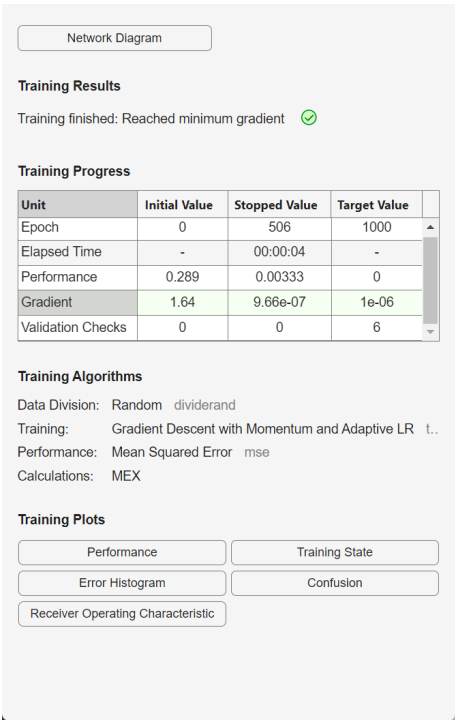 Network Diagram
Training Results
Training finished: Reached minimum gradient
Training Progress
Unit Initial Value Stopped Value Target Value
Epoch 0 506 1000
Elapsed Time - 00:00:04 -
Performance 0.289 0.00333 0
Gradient 1.64 9.66e-07 1e-06
Validation Checks 0 0 6
Training Algorithms
Data Division: Random dividerand
Training: Gradient Descent with Momentum and Adaptive LR t..
Performance: Mean Squared Error mse
Calculations: MEX
Training Plots
Performance Training State
Error Histogram Confusion
Receiver Operating Characteristic